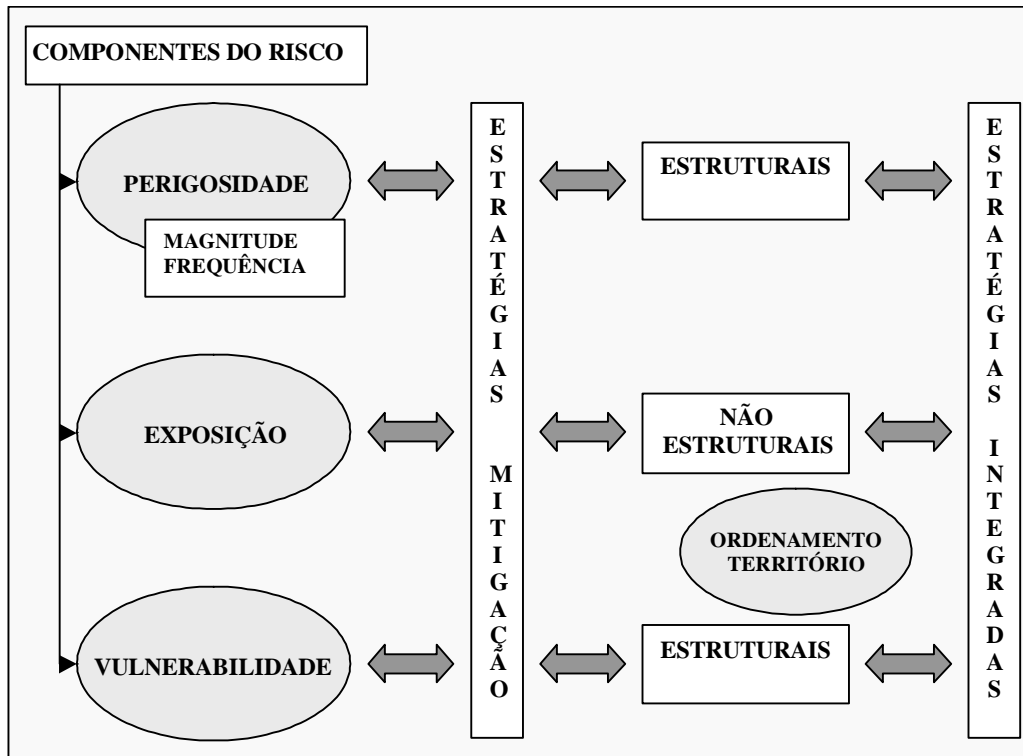 COMPONENTES DO RISCO
PERIGOSIDADE
MAGNITUDE
FREQUÊNCIA
EXPOSIÇÃO
VULNERABILIDADE
ESTRATÉGIAS MITIGAÇÃO
ESTRUTURAIS
NÃO
ESTRUTURAIS
ORDENAMENTO
TERRITÓRIO
ESTRUTURAIS
ESTRATÉGIAS INTEGRADAS